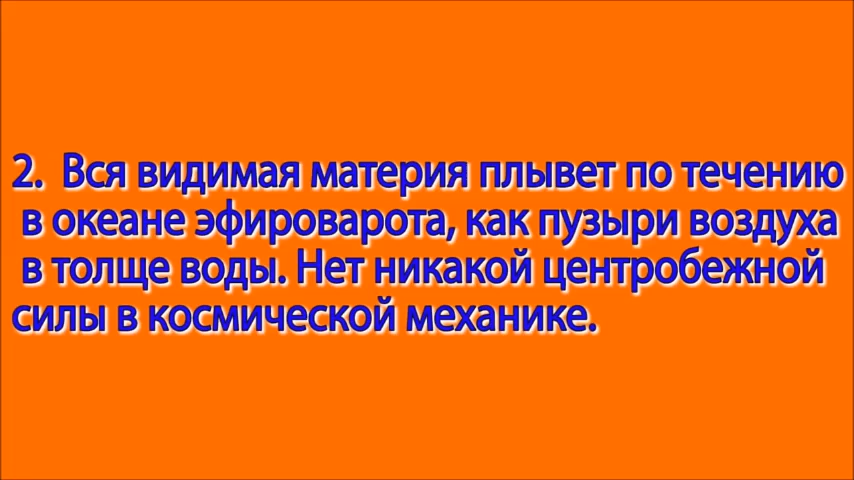 2. Вся видимая материя плывет по течению
в океане эфироварота, как пузыри воздуха
в толще воды. Нет никакой центробежной
силы в космической механике.